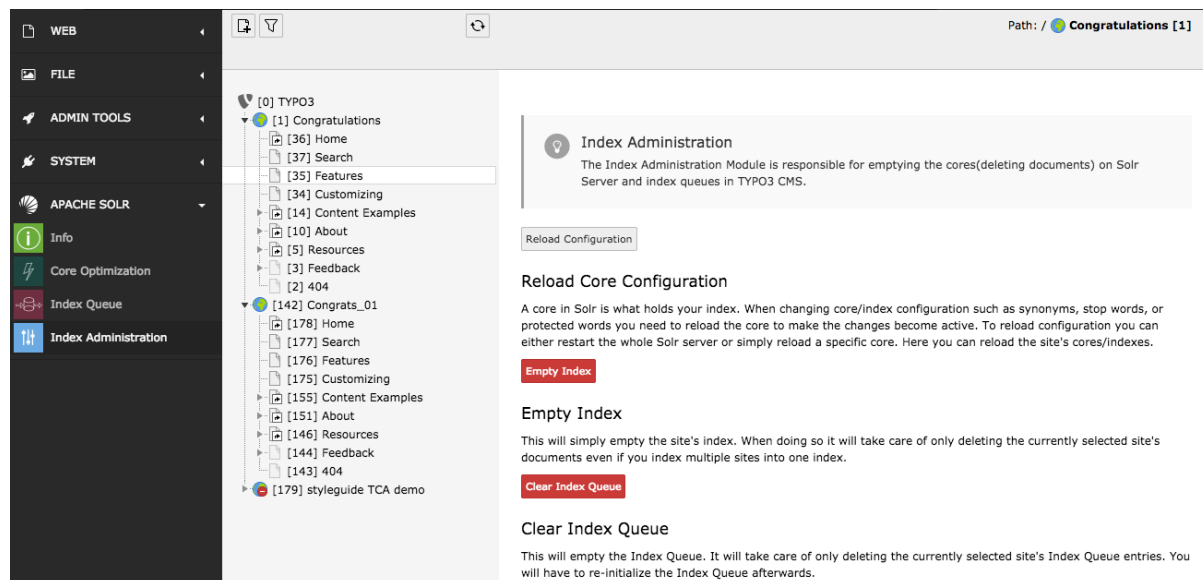 WEB
FILE
ADMIN TOOLS
SYSTEM
APACHE SOLR
Info
Core Optimization
Index Queue
Index Administration
[0] TYPO3
[1] Congratulations
[36] Home
[37] Search
[35] Features
[34] Customizing
[14] Content Examples
[10] About
[5] Resources
[3] Feedback
[2] 404
[142] Congrats_01
[178] Home
[177] Search
[176] Features
[175] Customizing
[155] Content Examples
[151] About
[146] Resources
[144] Feedback
[143] 404
[179] styleguide TCA demo
Path: / Congratulations [1]
Index Administration
The Index Administration Module is responsible for emptying the cores(deleting documents) on Solr
Server and index queues in TYPO3 CMS.
Reload Configuration
Reload Core Configuration
A core in Solr is what holds your index. When changing core/index configuration such as synonyms, stop words, or
protected words you need to reload the core to make the changes become active. To reload configuration you can
either restart the whole Solr server or simply reload a specific core. Here you can reload the site's cores/indexes.
Empty Index
Empty Index
This will simply empty the site's index. When doing so it will take care of only deleting the currently selected site's
documents even if you index multiple sites into one index.
Clear Index Queue
Clear Index Queue
This will empty the Index Queue. It will take care of only deleting the currently selected site's Index Queue entries. You
will have to re-initialize the Index Queue afterwards.